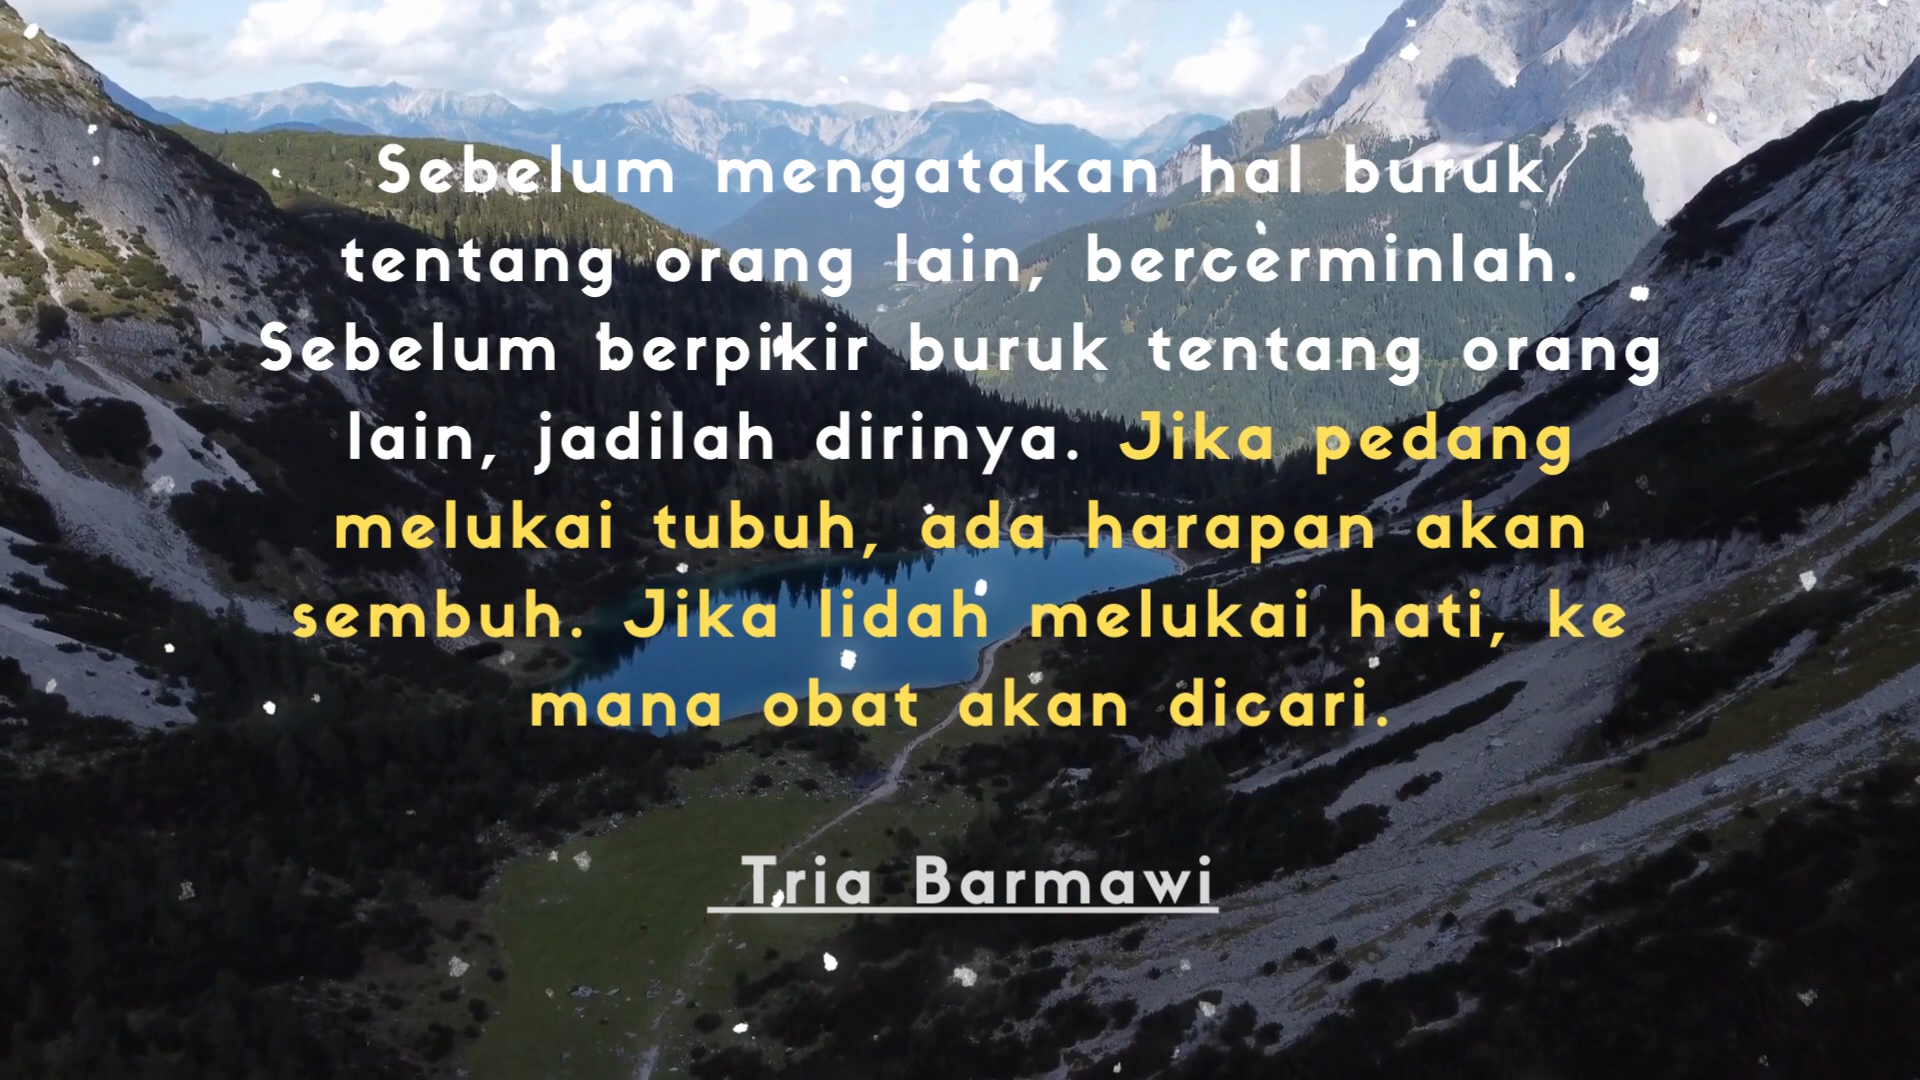 Sebelum mengatakan hal buruk
tentang orang lain, bercerminlah.
Sebelum berpikir buruk tentang orang
lain, jadilah dirinya. Jika pedang
melukai tubuh, ada harapan akan
sembuh. Jika lidah melukai hati, ke
mana obat akan dicari.
Tria Barmawi